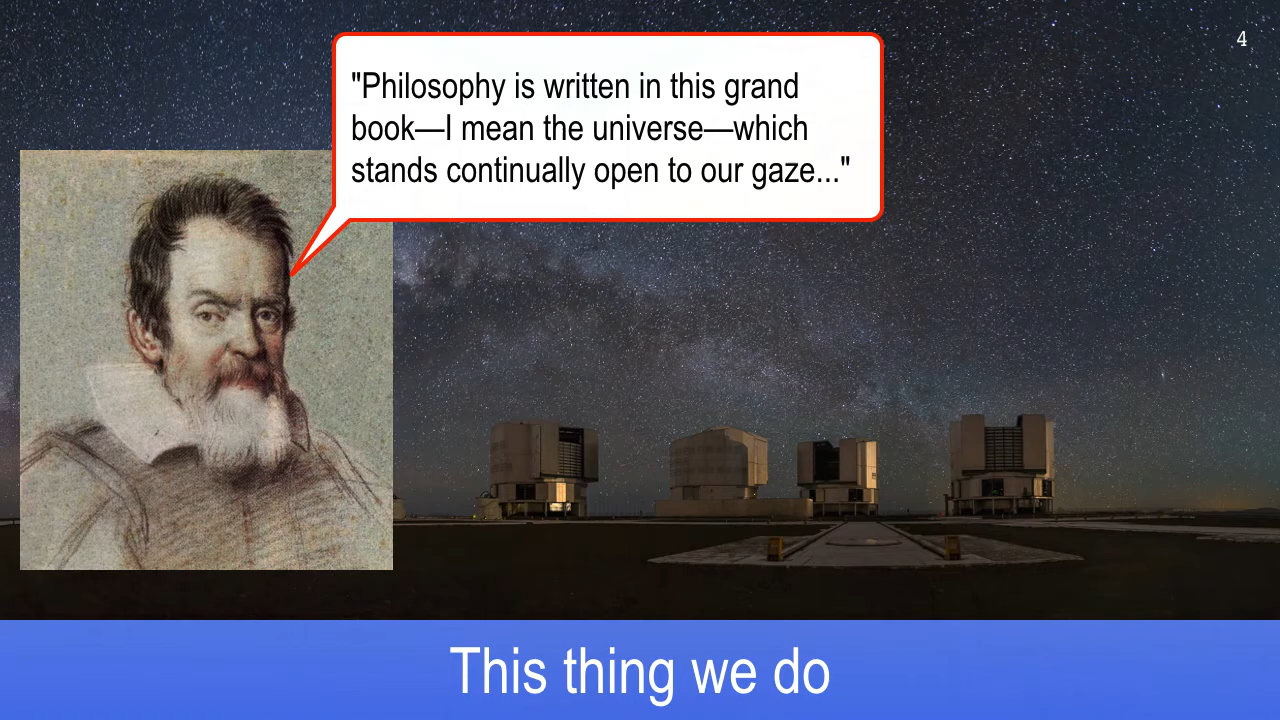 4
"Philosophy is written in this grand
book—I mean the universe—which
stands continually open to our gaze..."
This thing we do